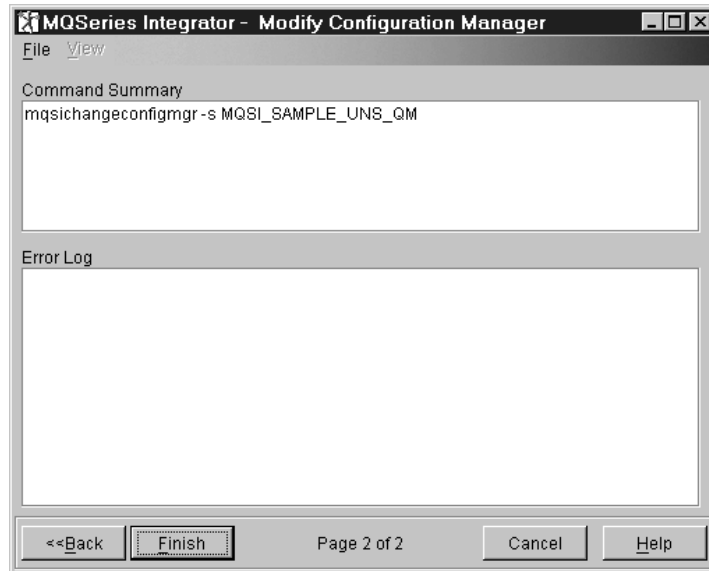 MQSeries Integrator - Modify Configuration Manager
File View
Command Summary
mqsichangeconfigmgr -s MQSI_SAMPLE_UNS_QM
Error Log
<<Back Finish Page 2 of 2 Cancel Help